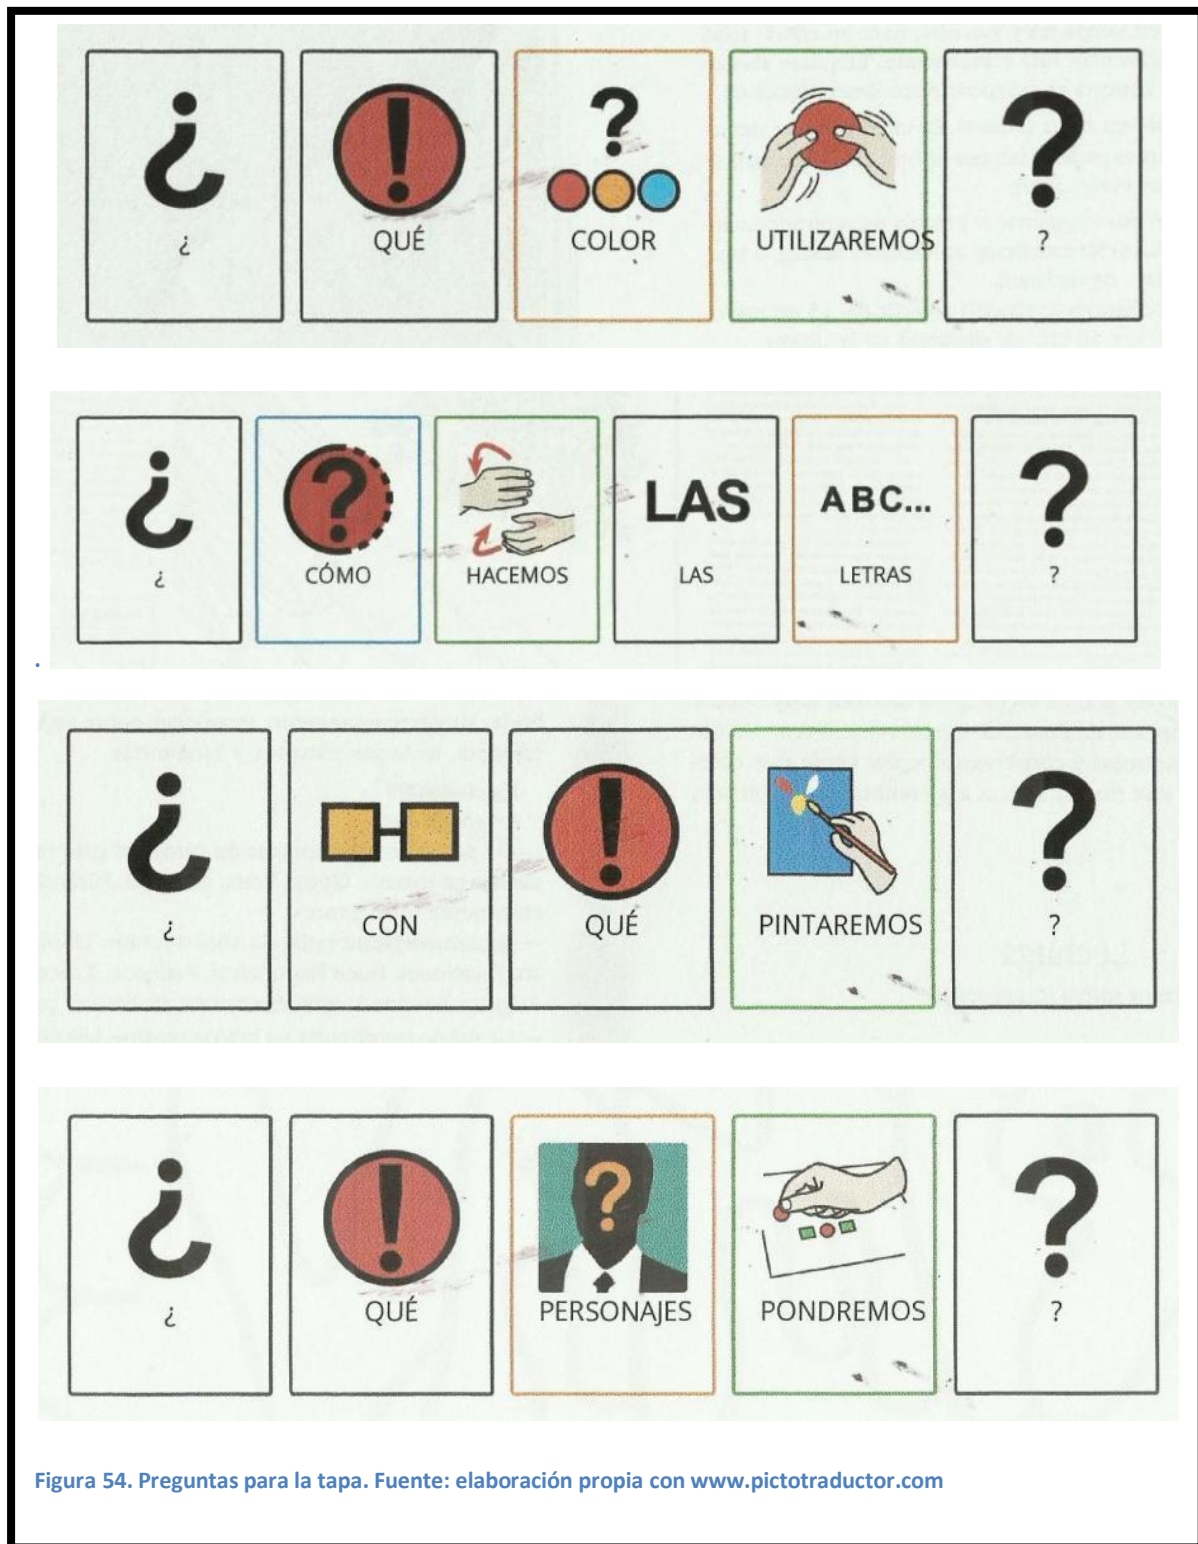 ¿ QUÉ COLOR UTILIZAREMOS ?
LAS ABC...
¿ CÓMO HACEMOS LAS LETRAS ?
¿ CON QUÉ PINTAREMOS ?
¿ QUÉ PERSONAJES PONDREMOS ?
Figura 54. Preguntas para la tapa. Fuente: elaboración propia con www.pictotraductor.com